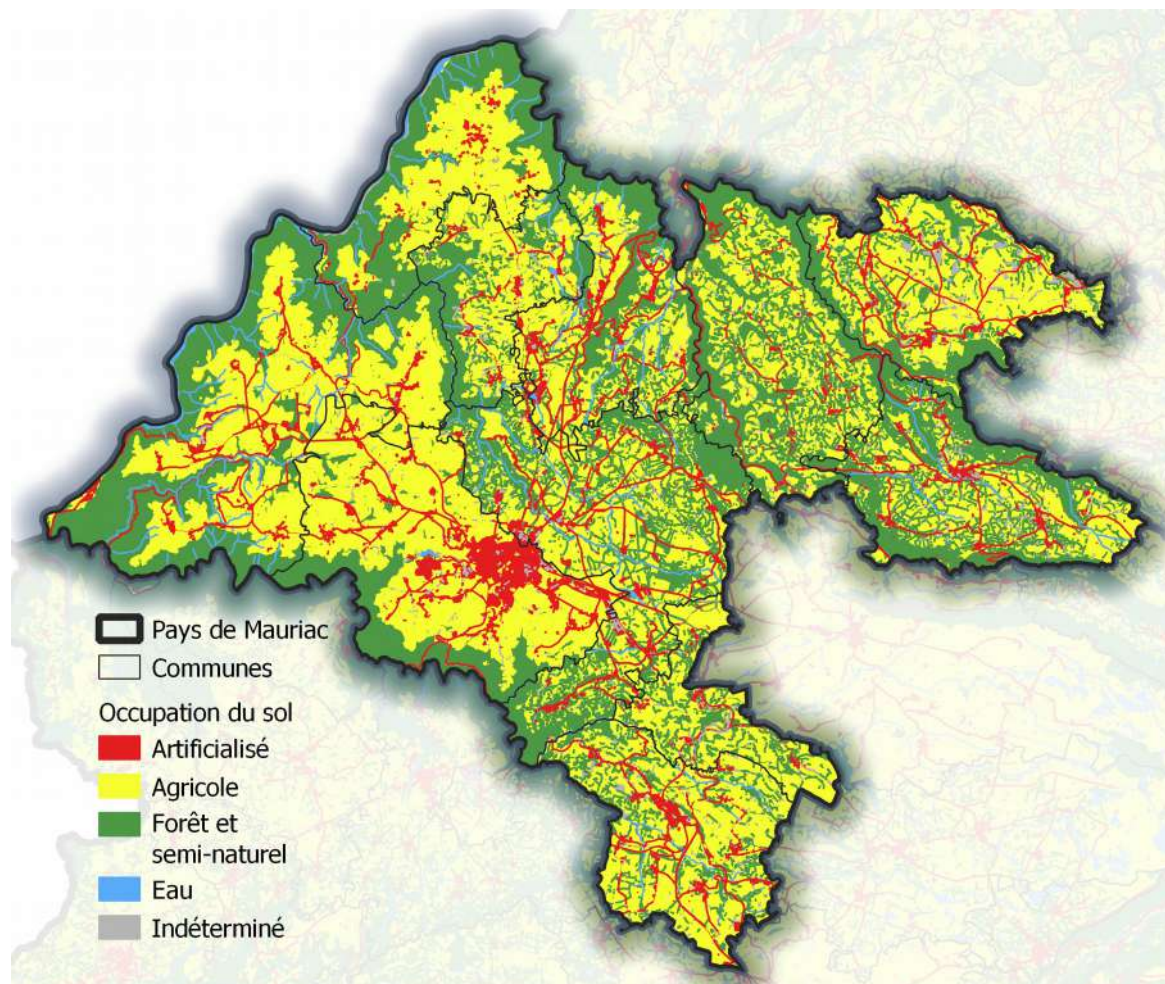 Pays de Mauriac
Communes
Occupation du sol
Artificialisé
Agricole
Forêt et
semi-naturel
Eau
Indéterminé